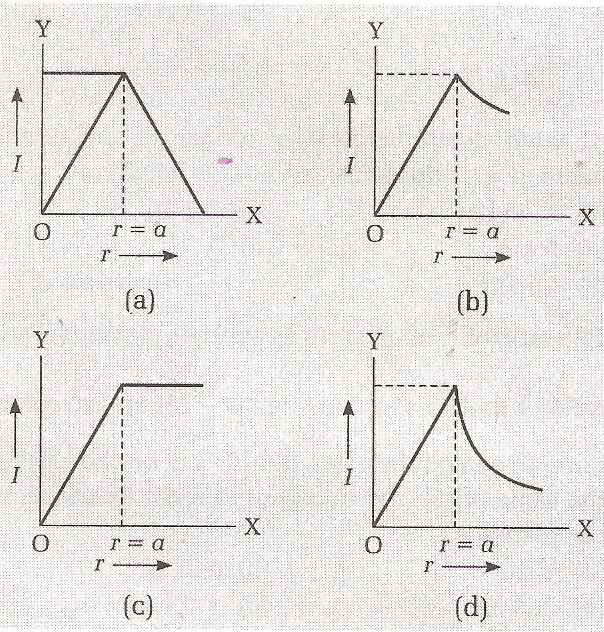 Y
I
O
r = a
X
r
(a)
Y
I
O
r = a
X
r
(b)
Y
I
O
r = a
X
r
(c)
Y
I
O
r = a
X
r
(d)